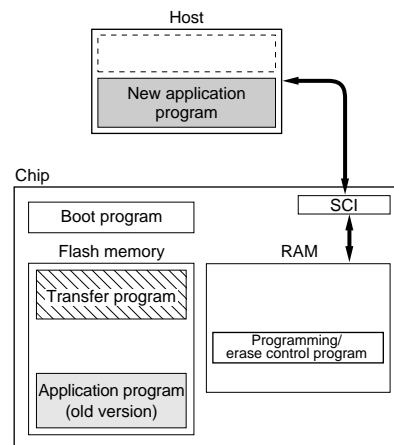 Host
New application
program
Chip
SCI
Boot program
Flash memory
RAM
Transfer program
Programming/
erase control program
Application program
(old version)